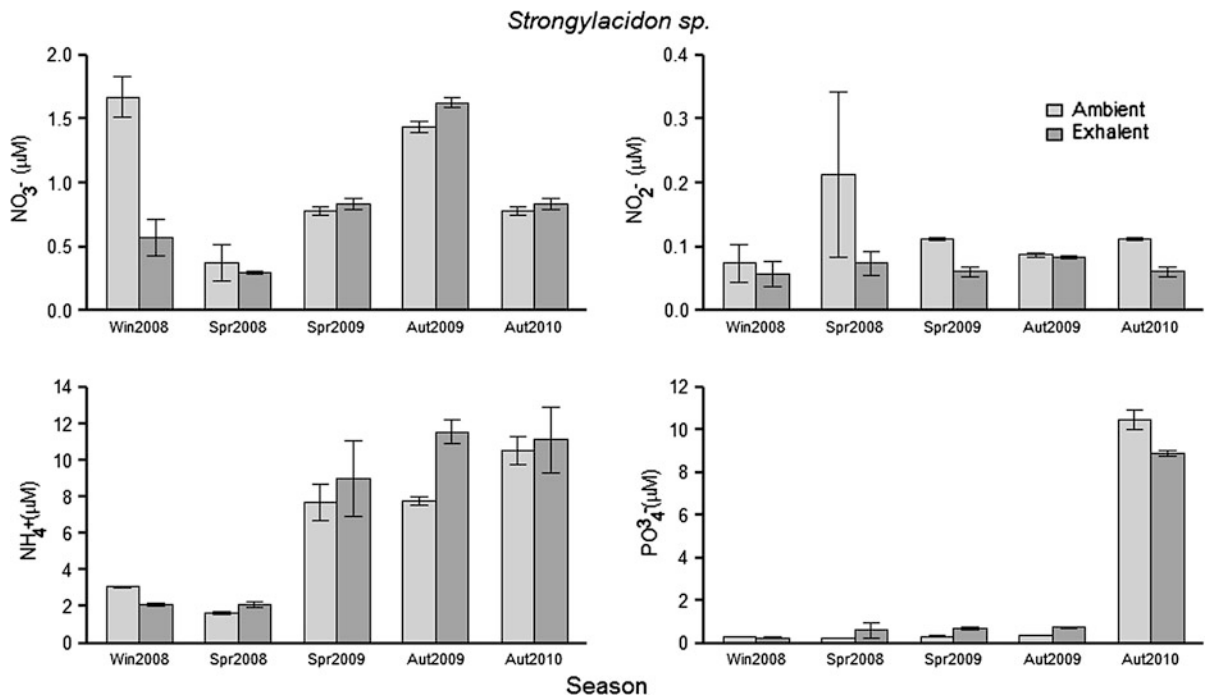 Strongylacidon sp.
2.0
1.5
1.0
0.5
0.0
NO3- (µM)
Win2008 Spr2008 Spr2009 Aut2009 Aut2010
0.4
0.3
0.2
0.1
0.0
NO2- (µM)
Ambient
Exhalent
Win2008 Spr2008 Spr2009 Aut2009 Aut2010
14
12
10
8
6
4
2
0
NH4+(µM)
Win2008 Spr2008 Spr2009 Aut2009 Aut2010
12
10
8
6
4
2
0
PO34-(µM)
Win2008 Spr2008 Spr2009 Aut2009 Aut2010
Season